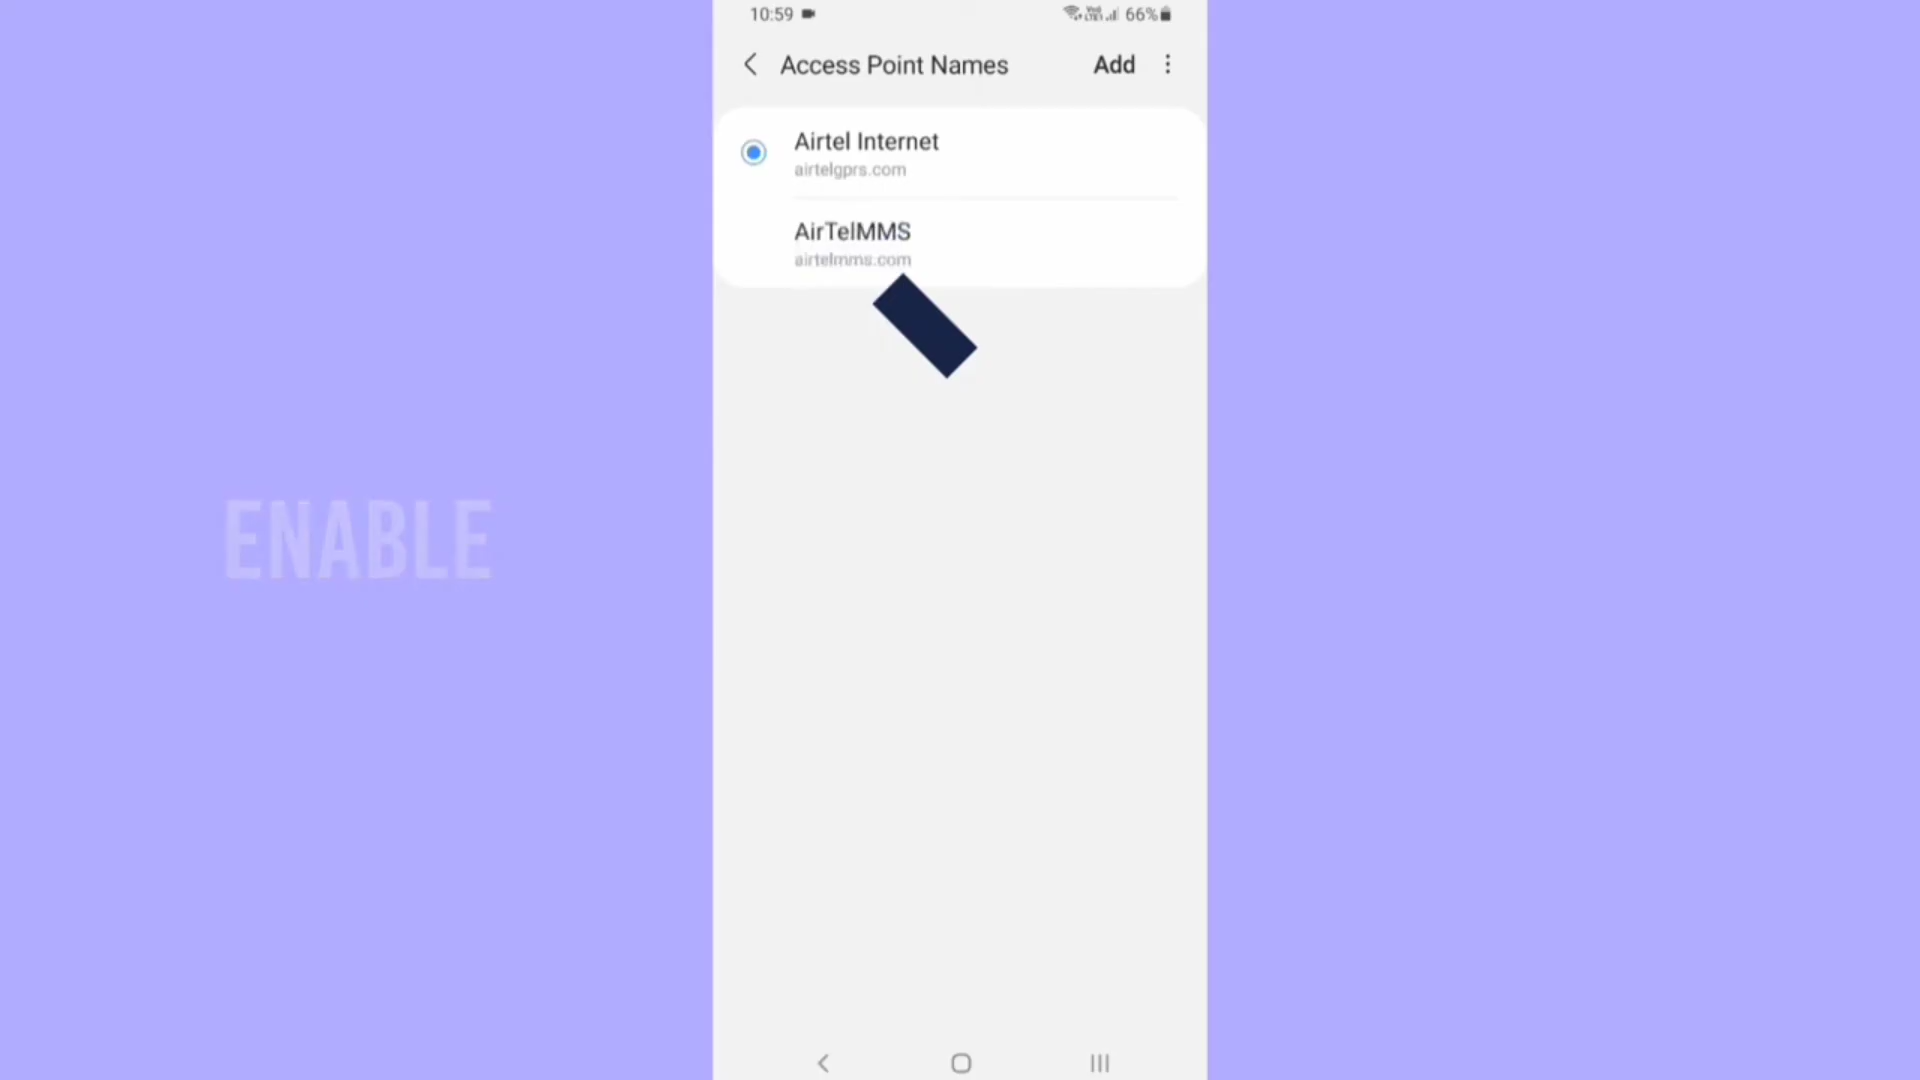 10:59
66%
Access Point Names
Add
Airtel Internet
airtelgprs.com
AirTelMMS
airtelmms.com
ENABLE